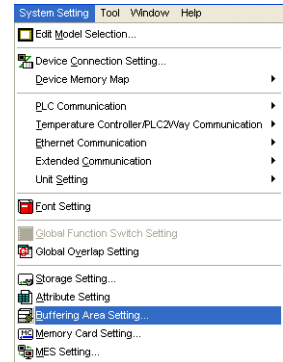 System Setting Tool Window Help
Edit Model Selection...
Device Connection Setting...
Device Memory Map
PLC Communication
Temperature Controller/PLC2Way Communication
Ethernet Communication
Extended Communication
Unit Setting
Font Setting
Global Function Switch Setting
Global Overlap Setting
Storage Setting...
Attribute Setting
Buffering Area Setting...
MC Memory Card Setting...
MES Setting...